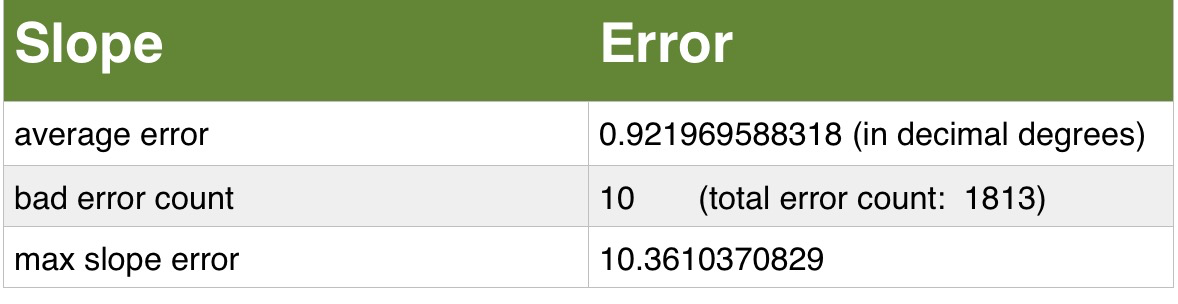 Slope Error
average error 0.921969588318 (in decimal degrees)
bad error count 10 (total error count: 1813)
max slope error 10.3610370829